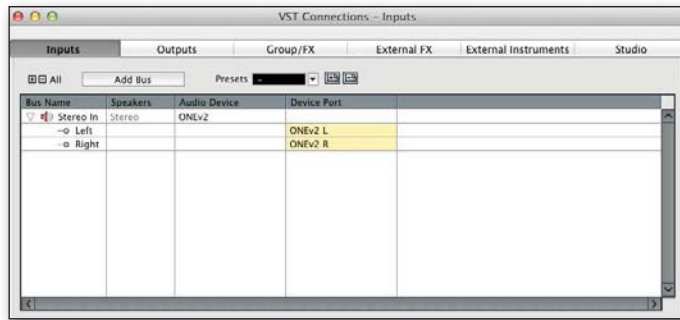 VST Connections – Inputs
Inputs Outputs Group/FX External FX External Instruments Studio
All Add Bus Presets -
Bus Name Speakers Audio Device Device Port
Stereo In Stereo ONEv2
Left ONEv2 L
Right ONEv2 R